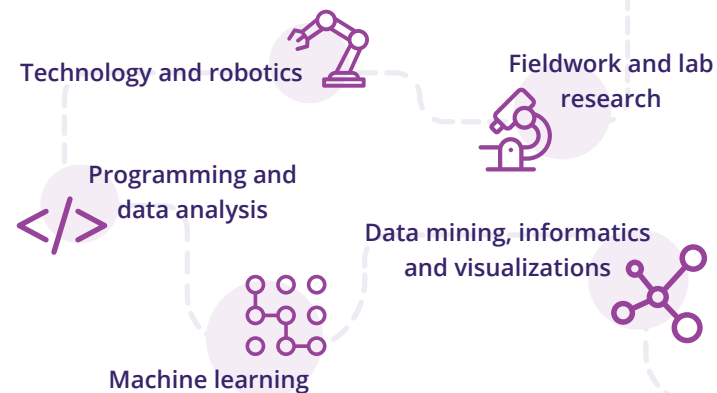 Technology and robotics
Fieldwork and lab
research
Programming and
data analysis
Data mining, informatics
and visualizations
Machine learning